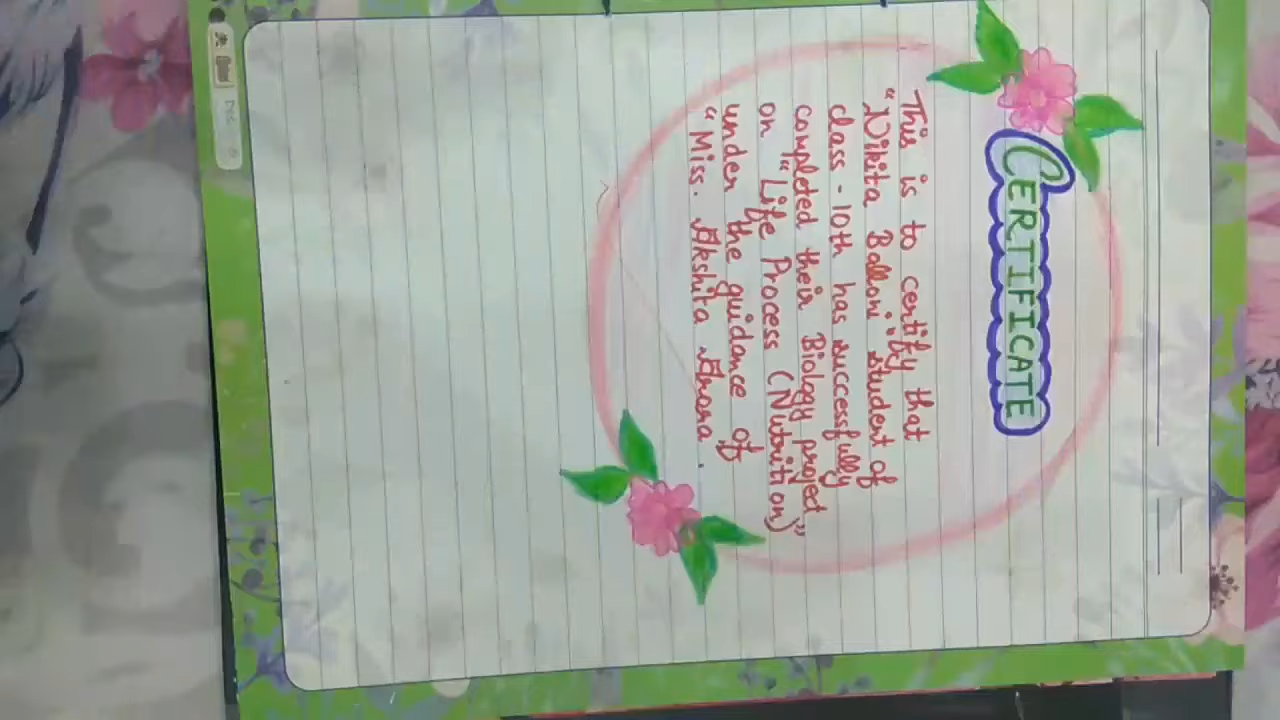 CERTIFICATE
This is to certify that
"Nikita Balloni" student of
class - 10th has successfully
completed their Biology project
on "Life Process (Nutrition)"
under the guidance of
"Miss. Akshita Arora.